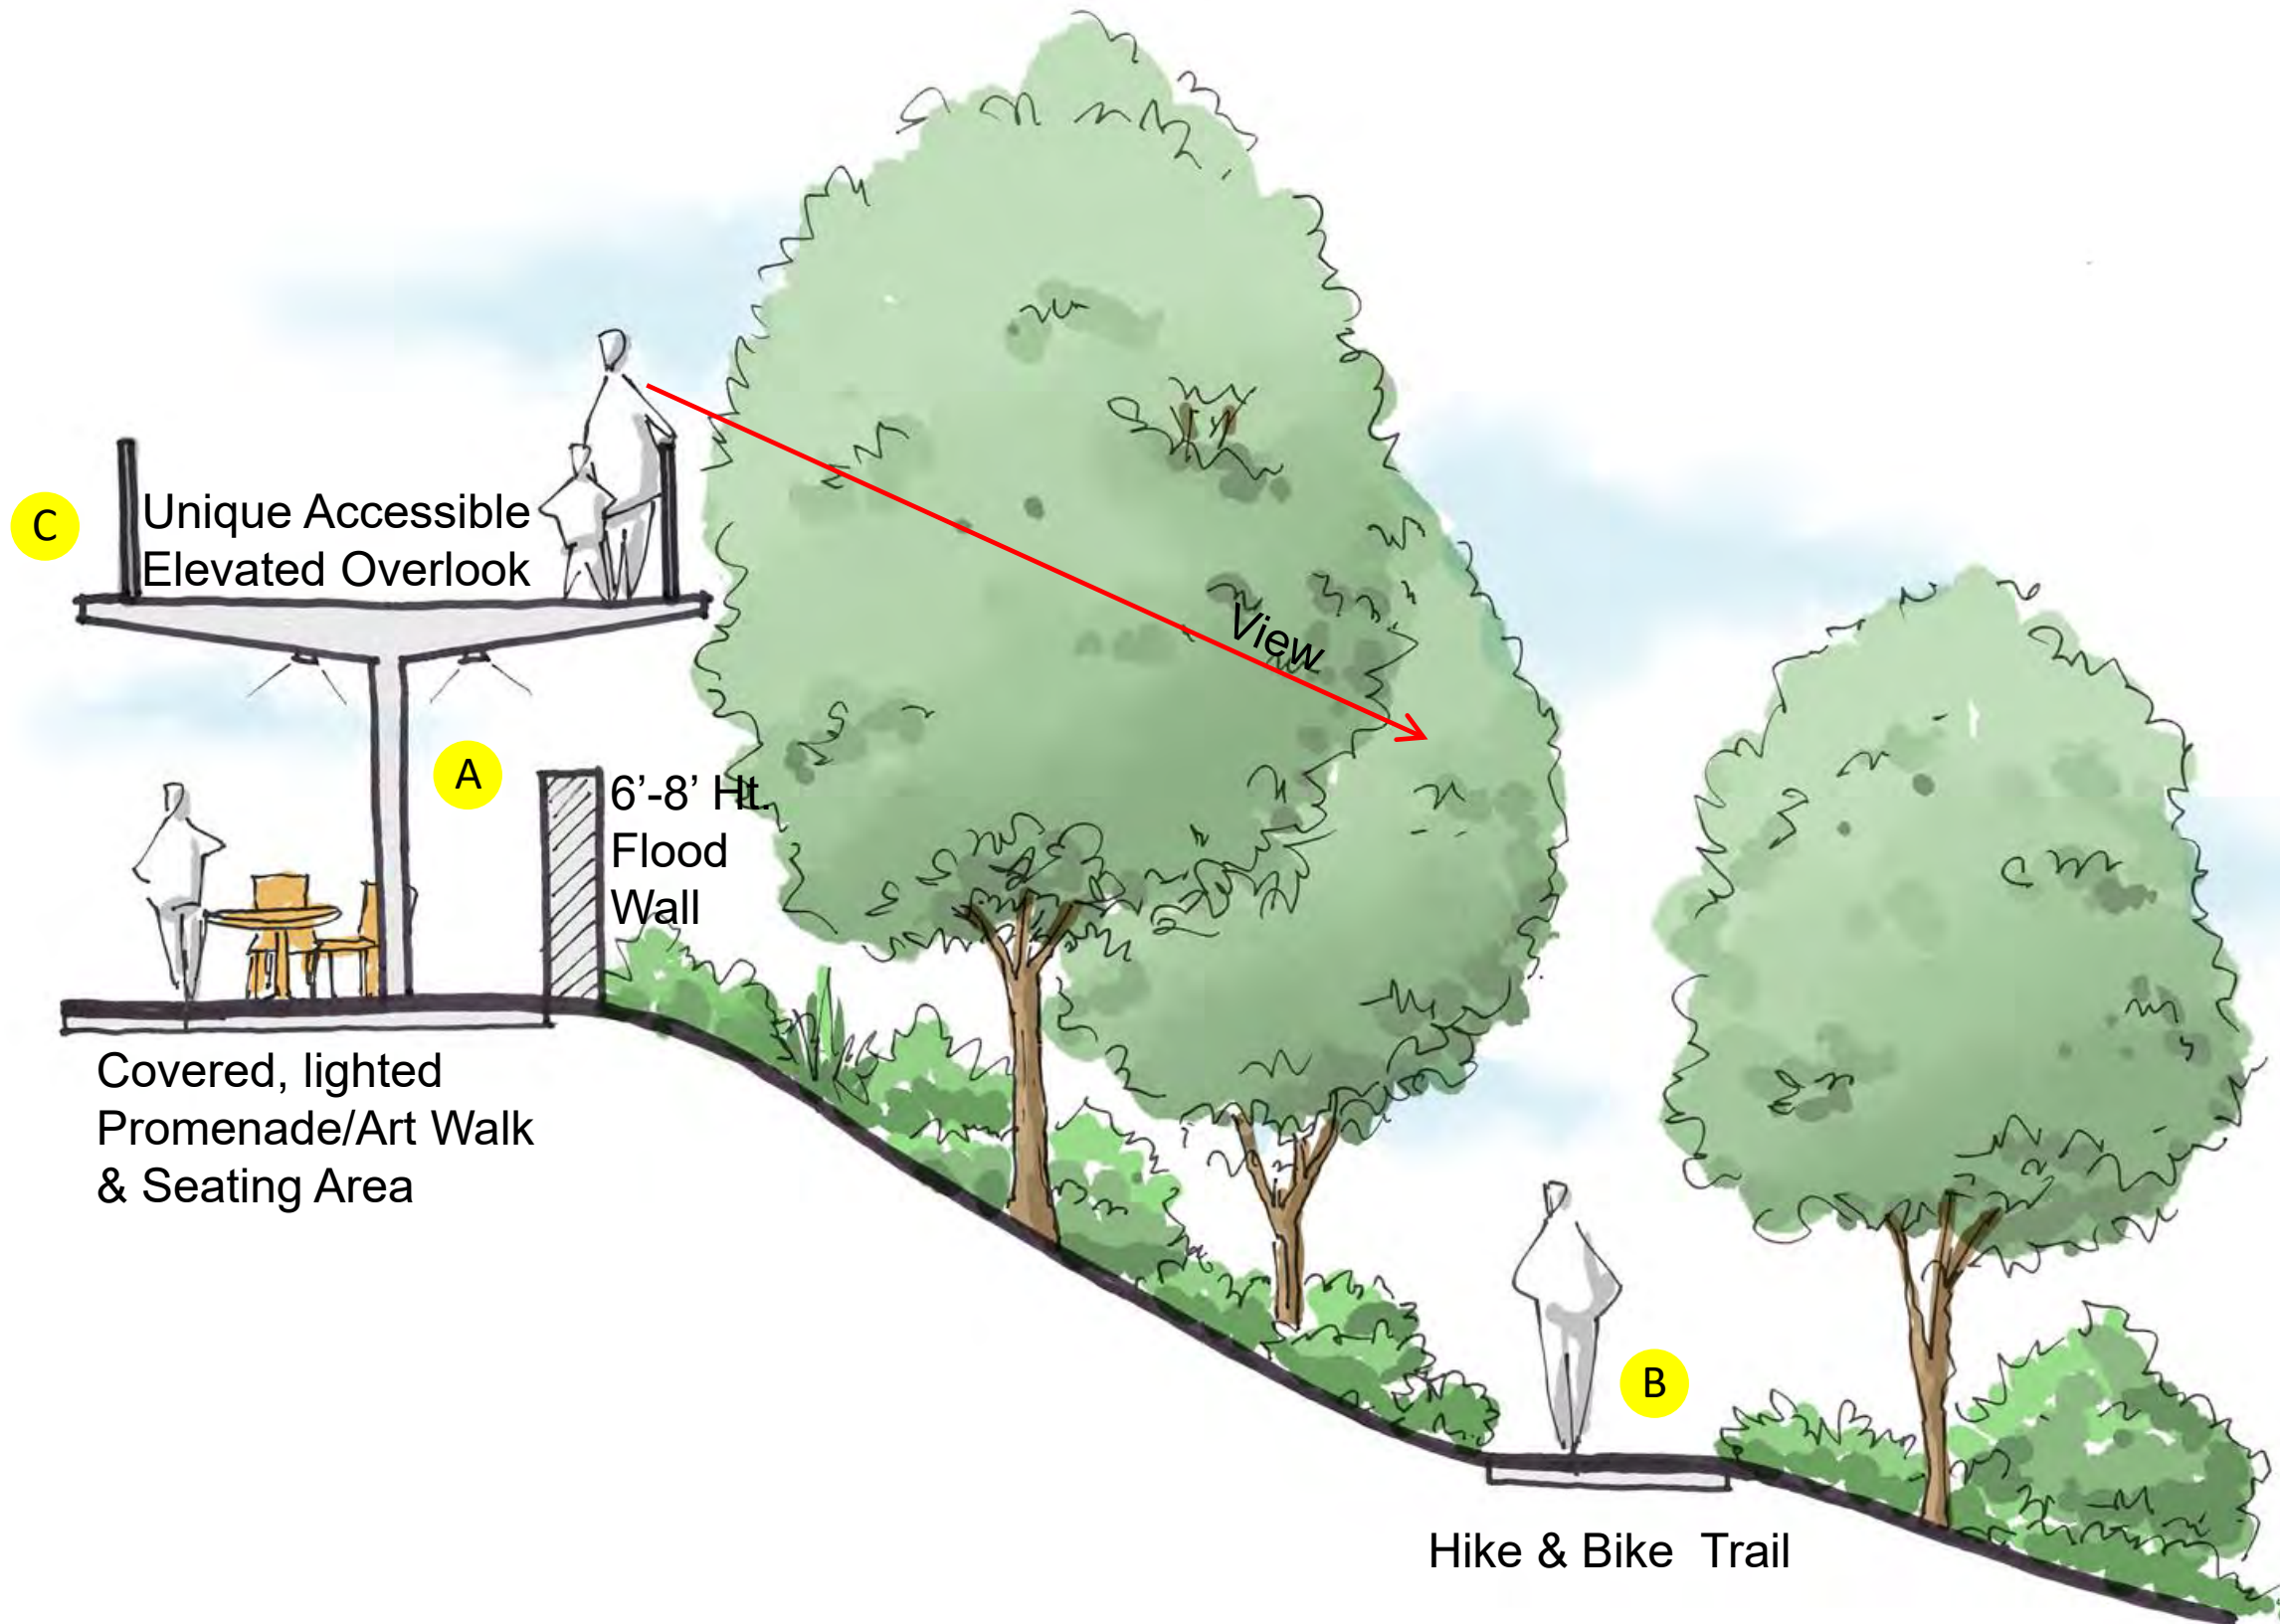 C
Unique Accessible
Elevated Overlook
View
A
6’-8’ Ht.
Flood
Wall
Covered, lighted
Promenade/Art Walk
& Seating Area
B
Hike & Bike  Trail